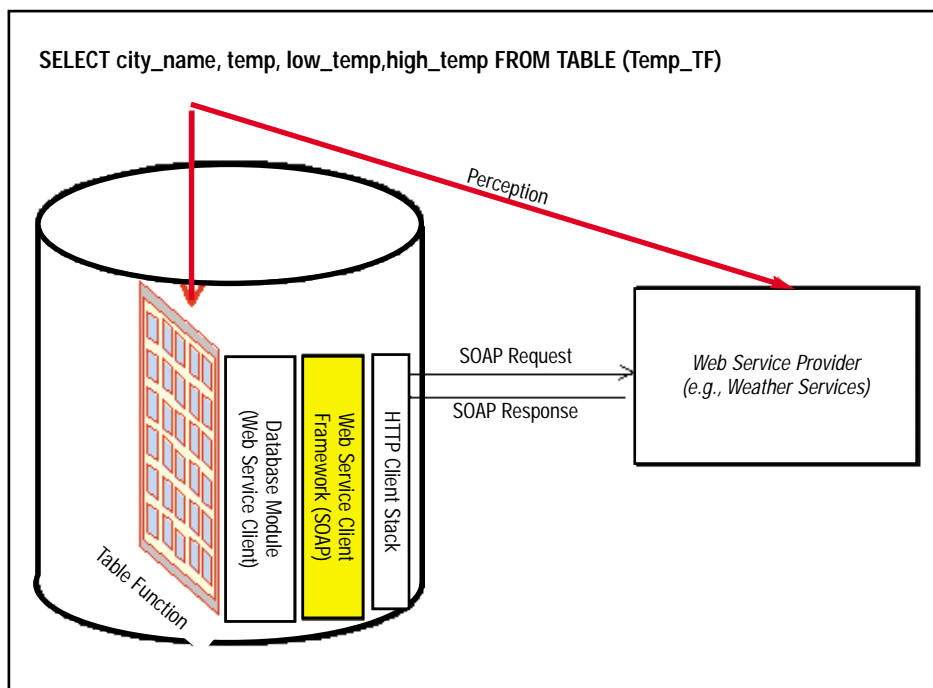 SELECT city_name, temp, low_temp,high_temp FROM TABLE (Temp_TF)
Perception
SOAP Request
SOAP Response
Web Service Provider
(e.g., Weather Services)
Table Function
Database Module
(Web Service Client)
Web Service Client
Framework (SOAP)
HTTP Client Stack